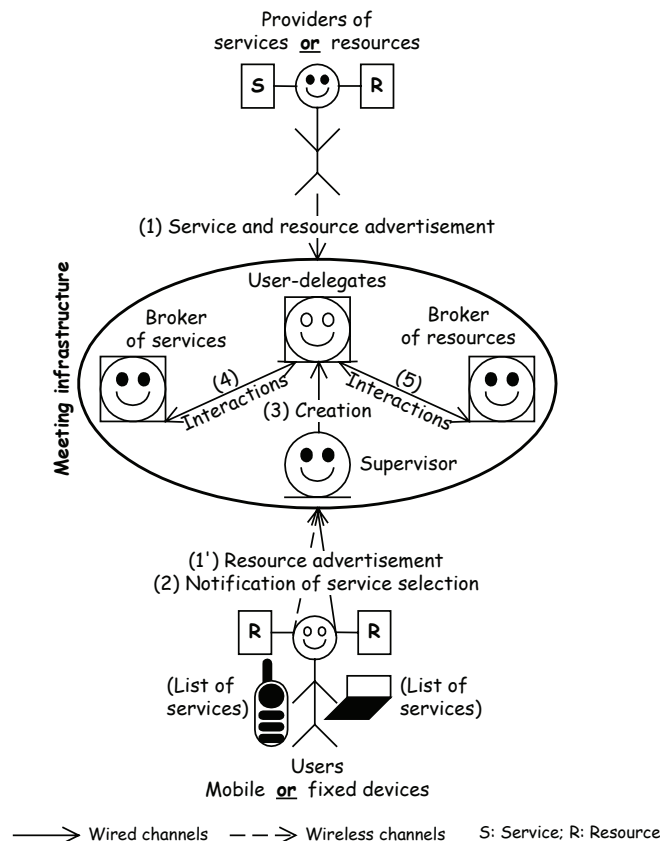 Providers of
services or resources
S
R
(1) Service and resource advertisement
Meeting infrastructure
User-delegates
Broker
of services
Broker
of resources
(4)
Interactions
(5)
Interactions
(3) Creation
Supervisor
(1') Resource advertisement
(2) Notification of service selection
R
R
(List of
services)
(List of
services)
Users
Mobile or fixed devices
Wired channels
Wireless channels
S: Service; R: Resource